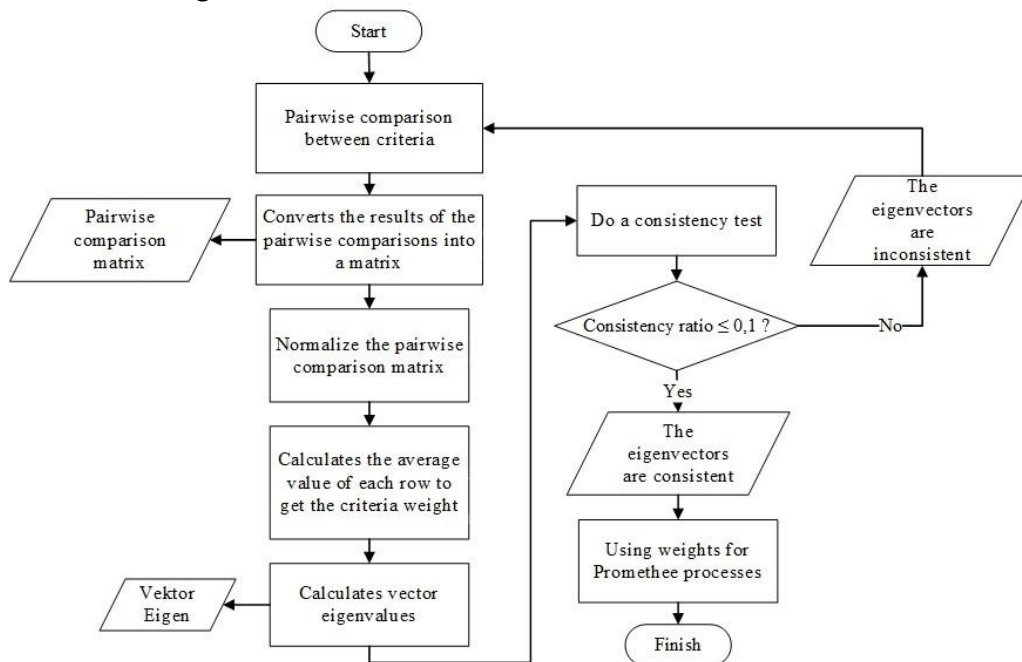 Start
Pairwise comparison
between criteria
Pairwise
comparison
matrix
Converts the results of the
pairwise comparisons into
a matrix
Normalize the pairwise
comparison matrix
Calculates the average
value of each row to
get the criteria weight
Vektor
Eigen
Calculates vector
eigenvalues
Do a consistency test
Consistency ratio ≤ 0,1 ?
No
The
eigenvectors
are
inconsistent
Yes
The
eigenvectors
are consistent
Using weights for
Promethee processes
Finish